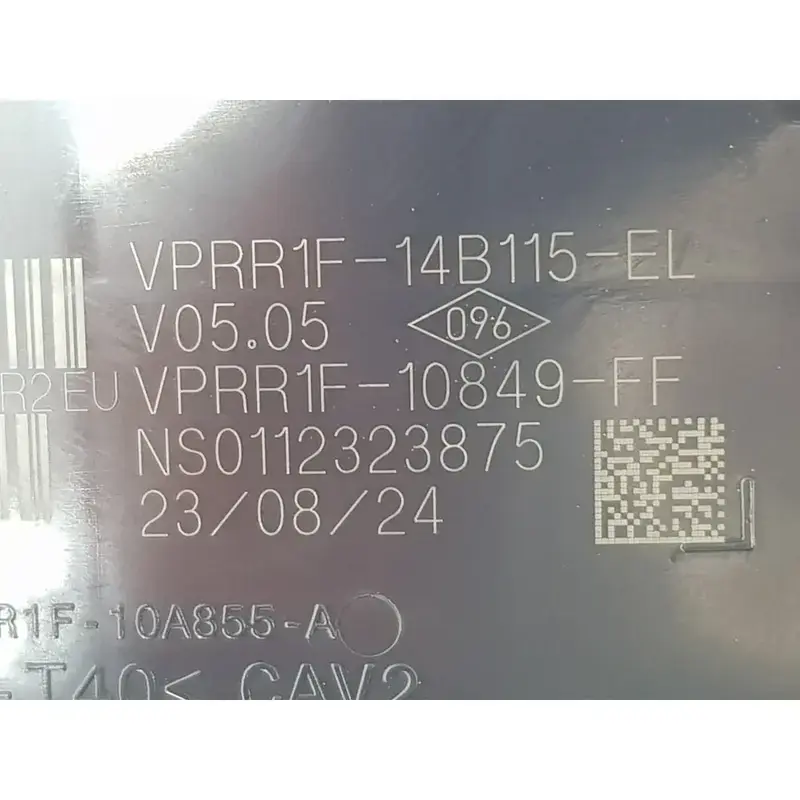 VPRR1F-14B115-EL
V05.05 096
R2EU VPRR1F-10849-FF
NS0112323875
23/08/24
R1F-10A855-A
-T40< CAV2